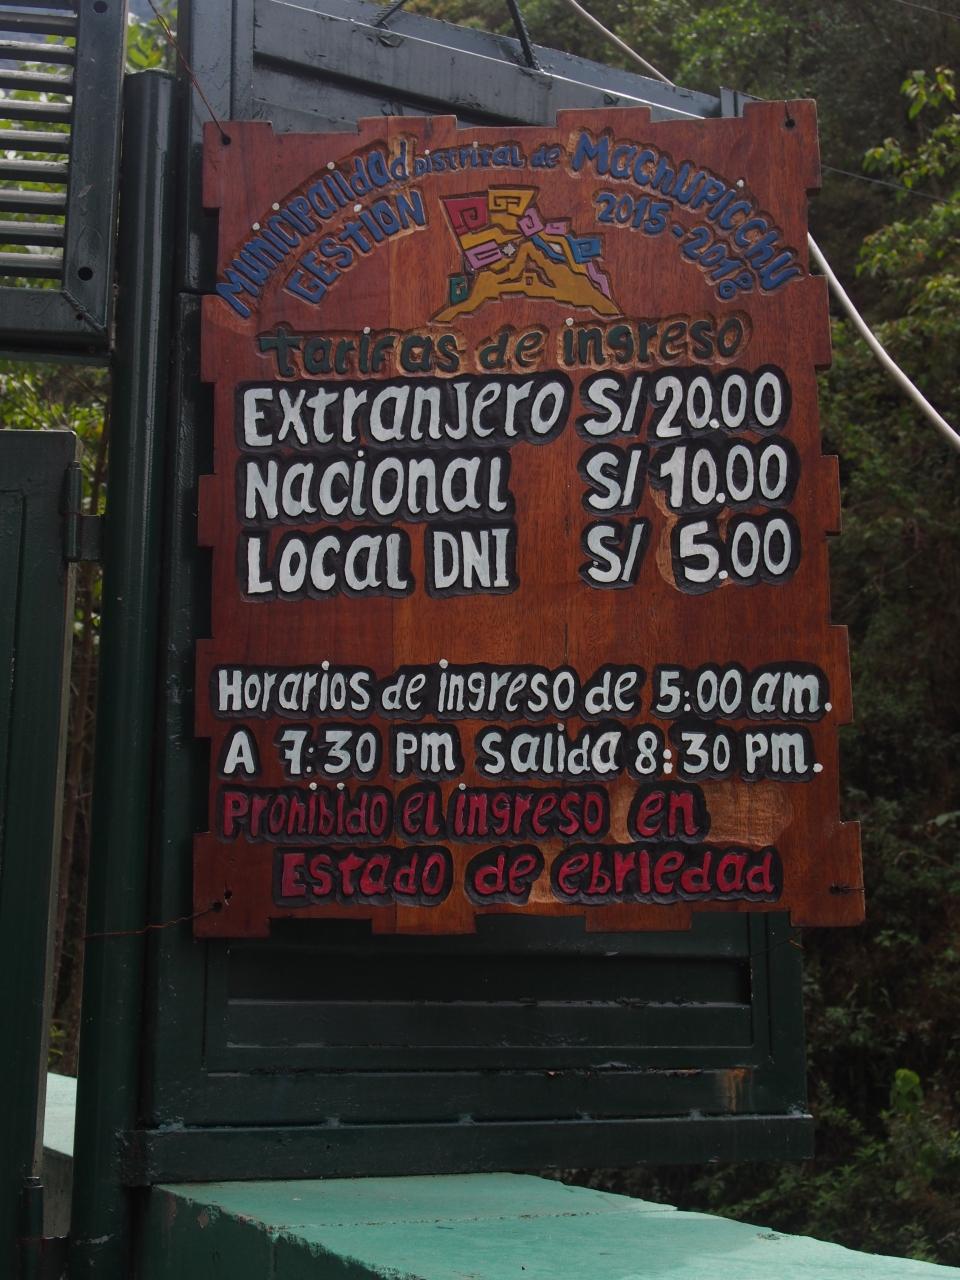 Municipalidad Distrital de Machupicchu
GESTION 2015-2018
tarifas de ingreso
Extranjero S/ 20.00
Nacional S/ 10.00
Local DNI S/ 5.00
Horarios de ingreso de 5:00 am.
A 7:30 pm salida 8:30 pm.
Prohibido el ingreso en
Estado de ebriedad